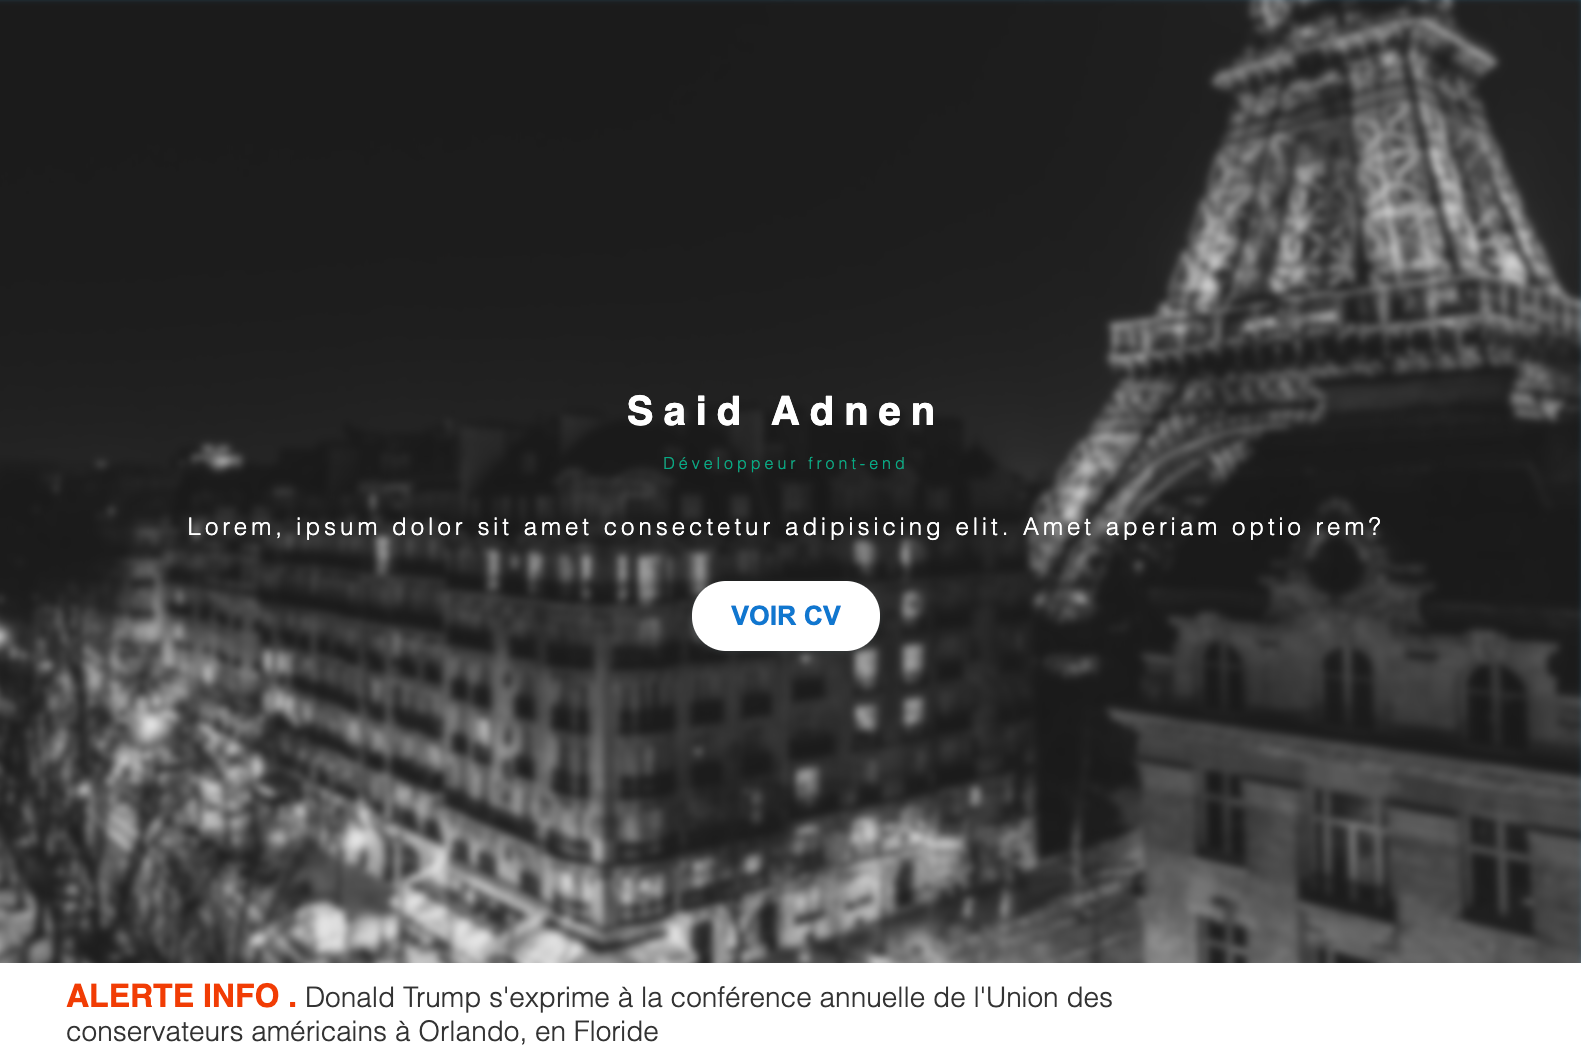 Said Adnen
Développeur front-end
Lorem, ipsum dolor sit amet consectetur adipisicing elit. Amet aperiam optio rem?
VOIR CV
ALERTE INFO . Donald Trump s'exprime à la conférence annuelle de l'Union des
conservateurs américains à Orlando, en Floride